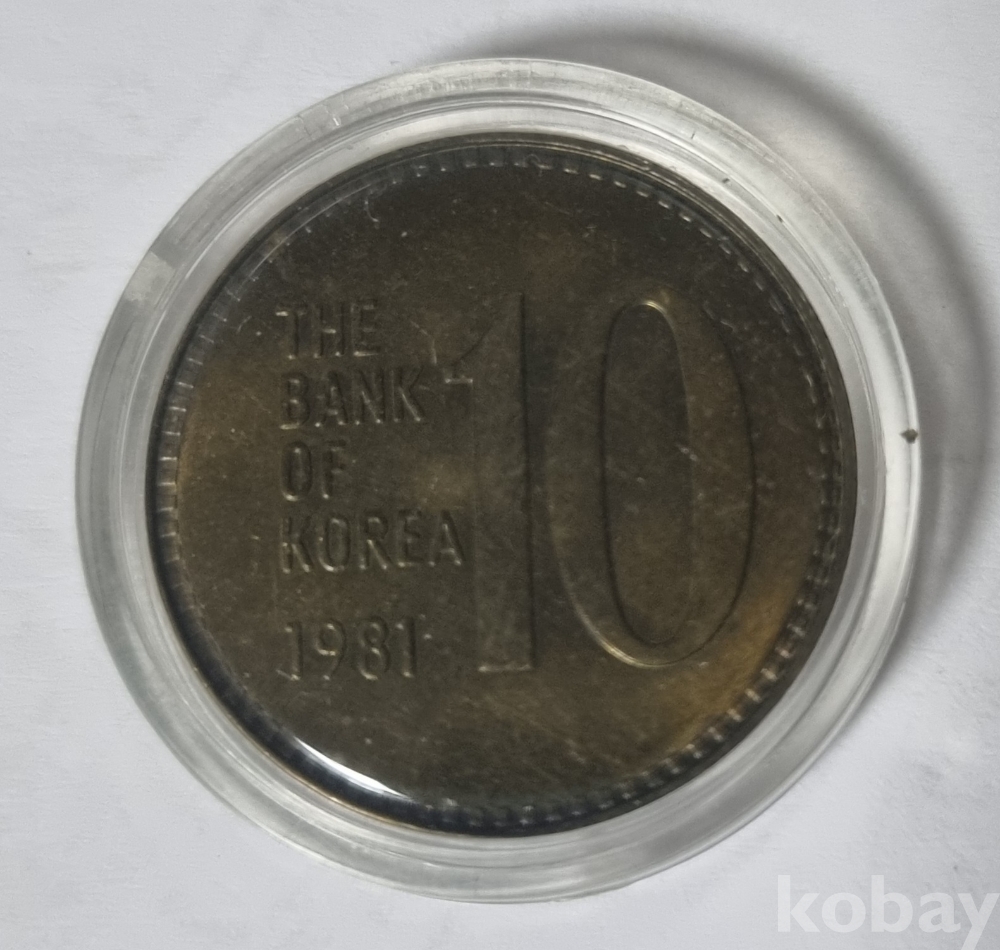 THE
BANK
OF
KOREA
1981
10
kobay